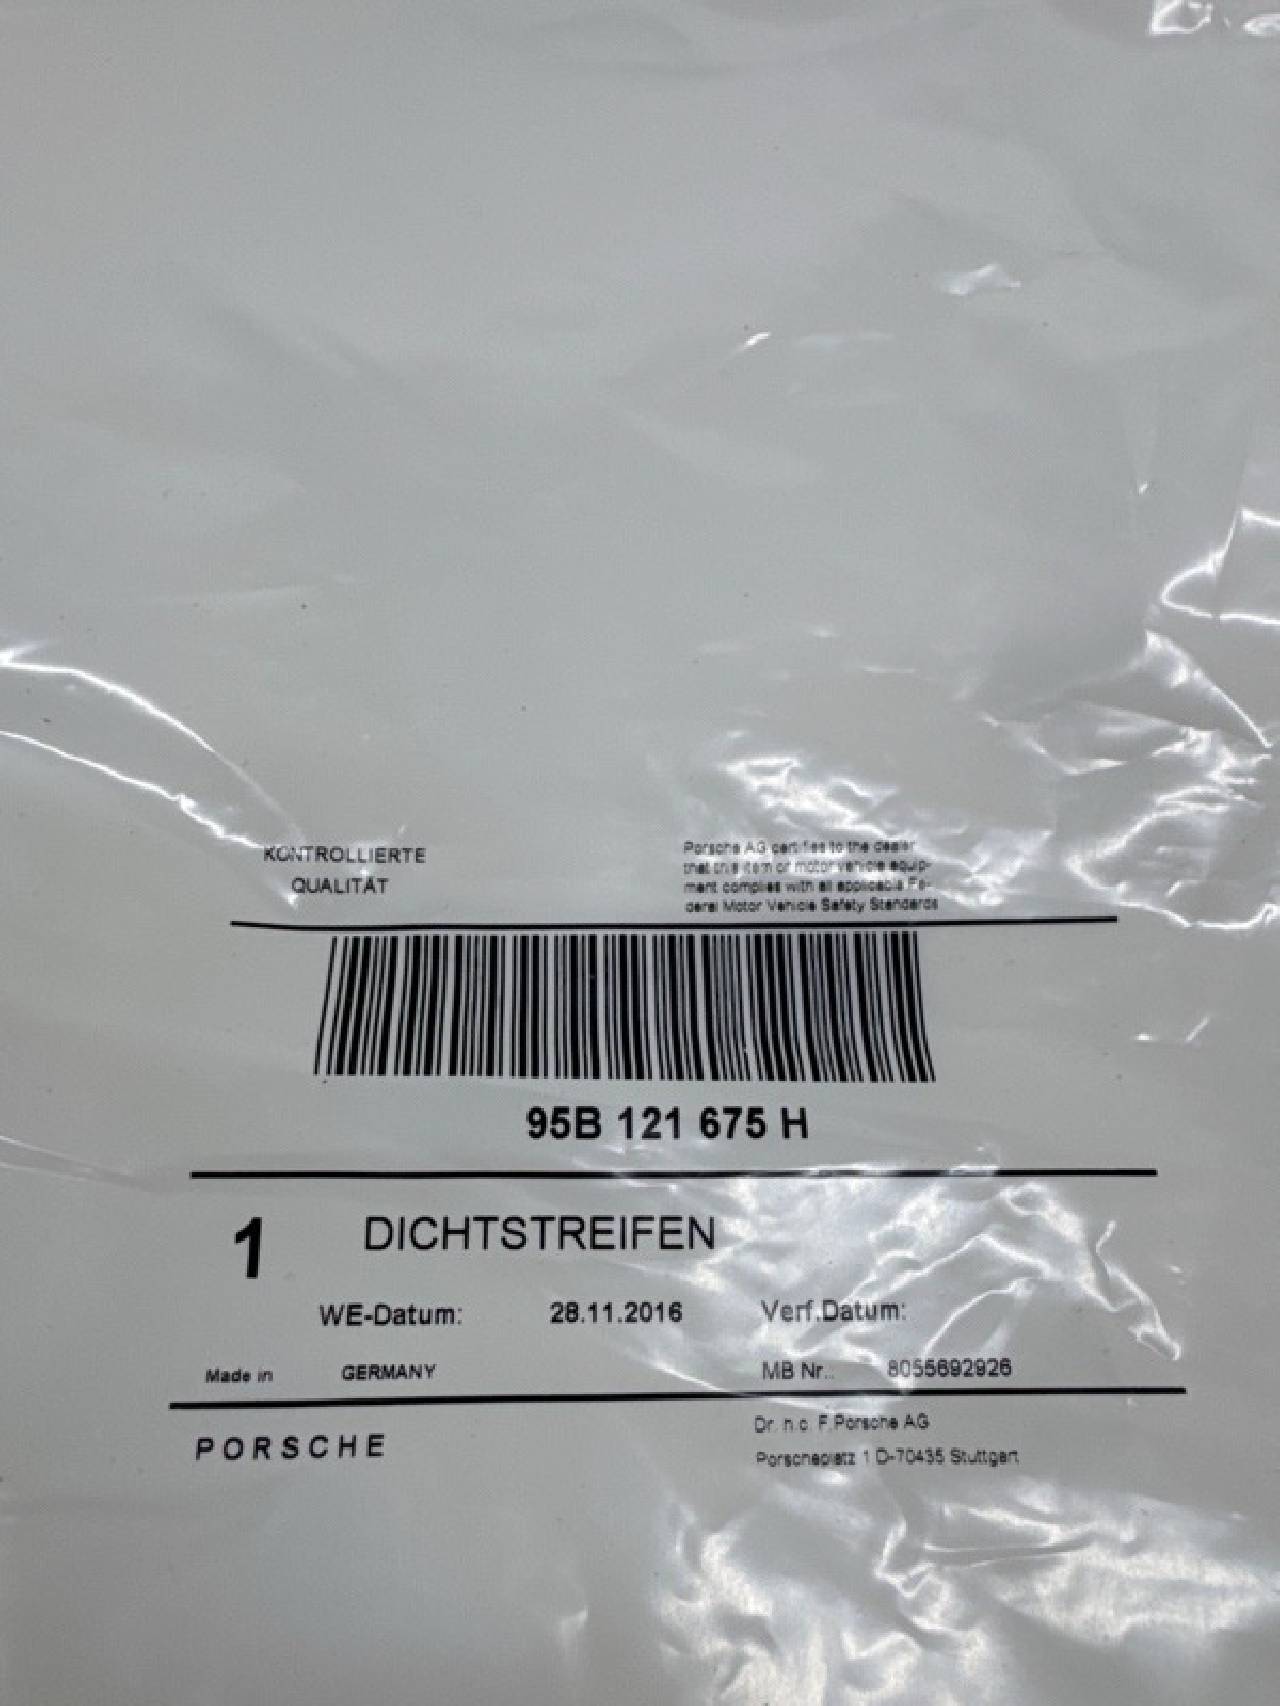 KONTROLLIERTE
QUALITÄT
Porsche AG certifies to the dealer
that this item of motor vehicle equip-
ment complies with all applicable Fe-
deral Motor Vehicle Safety Standards
95B 121 675 H
1 DICHTSTREIFEN
WE-Datum: 28.11.2016 Verf.Datum:
Made in GERMANY MB Nr.: 8055692926
PORSCHE
Dr. h.c. F.Porsche AG
Porscheplatz 1 D-70435 Stuttgart